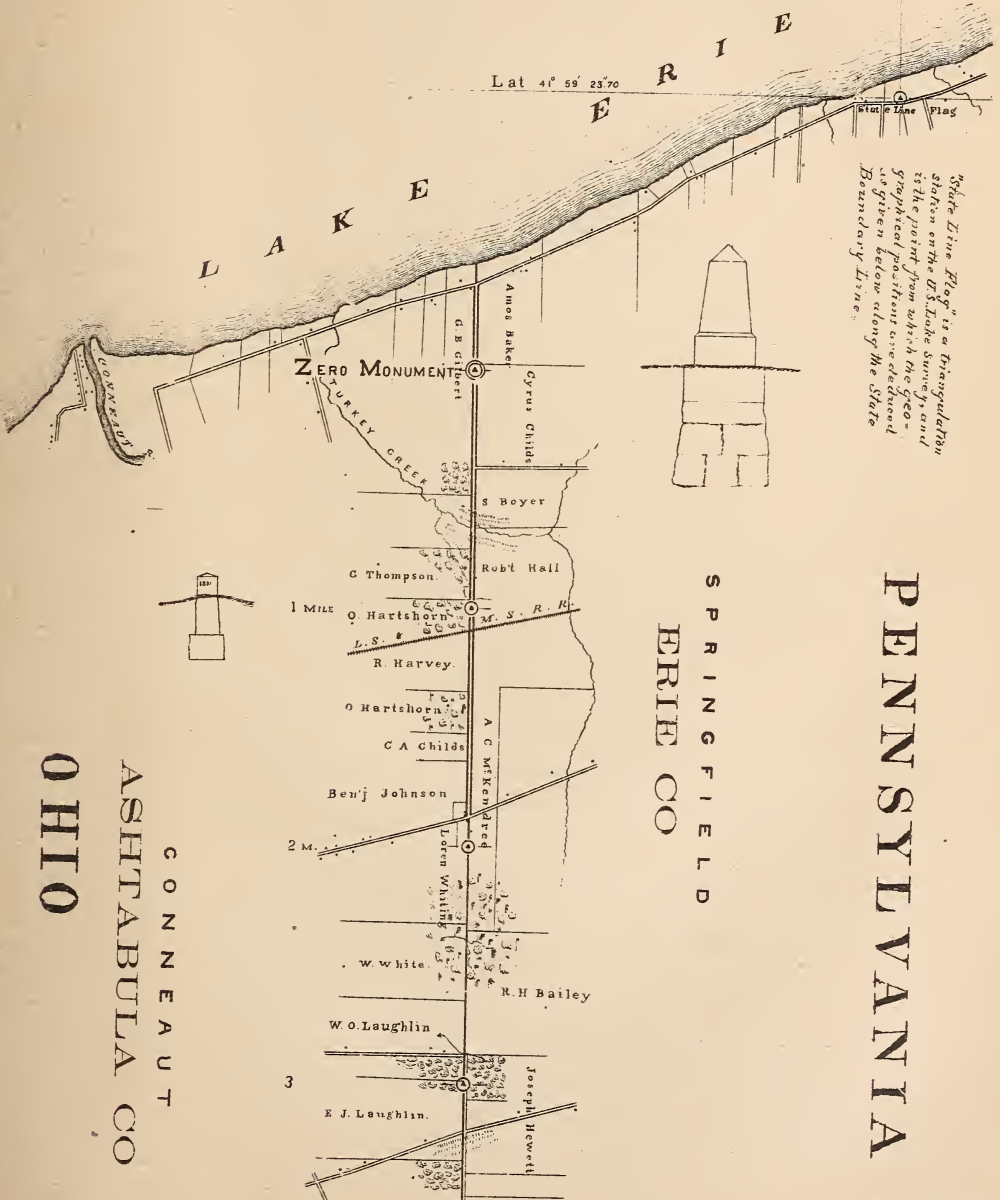 LAKE ERIE
Lat 41° 59' 23."70
State Line Flag
"State Line Flag" is a triangulation
station on the U.S. Lake Survey, and
is the point from which the geo-
graphical positions are deduced
as given below along the State
Boundary Line.
CONNEAUT R
Amos Baker
G. B Gilbert
ZERO MONUMENT
Cyrus Childs
TURKEY CREEK
S Boyer
C Thompson.
Rob't Hall
1 MILE
O. Hartshorn
L. S. & M. S. R. R.
R. Harvey.
1881
O Hartshorn
C A Childs
A C McKendree
Ben'j Johnson
2 M.
Loren Whiting
W. White.
R. H Bailey
W. O. Laughlin
3
E J. Laughlin.
Joseph Hewett
PENNSYLVANIA
SPRINGFIELD
ERIE CO
CONNEAUT
ASHTABULA CO
OHIO